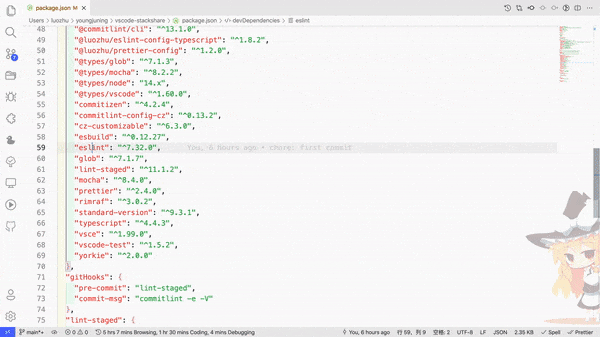 package.json
Users > luozhu > youngjuning > vscode-stackshare > package.json > devDependencies > eslint
48 "@commitlint/cli": "^13.1.0",
49 "@luozhu/eslint-config-typescript": "^1.8.2",
50 "@luozhu/prettier-config": "^1.2.0",
51 "@types/glob": "^7.1.3",
52 "@types/mocha": "^8.2.2",
53 "@types/node": "14.x",
54 "@types/vscode": "^1.60.0",
55 "commitizen": "^4.2.4",
56 "commitlint-config-cz": "^0.13.2",
57 "cz-customizable": "^6.3.0",
58 "esbuild": "^0.12.27",
59 "eslint": "^7.32.0", You, 6 hours ago • chore: first commit
60 "glob": "^7.1.7",
61 "lint-staged": "^11.1.2",
62 "mocha": "^8.4.0",
63 "prettier": "^2.4.0",
64 "rimraf": "^3.0.2",
65 "standard-version": "^9.3.1",
66 "typescript": "^4.4.3",
67 "vsce": "^1.99.0",
68 "vscode-test": "^1.5.2",
69 "yorkie": "^2.0.0"
70 },
71 "gitHooks": {
72 "pre-commit": "lint-staged",
73 "commit-msg": "commitlint -e -V"
74 },
75 "lint-staged": {
main*+ 6 hrs 7 mins Browsing, 1 hr 30 mins Coding, 4 mins Debugging You, 6 hours ago 行 59，列 9 空格: 2 UTF-8 LF JSON 2.35 KB Spell Prettier